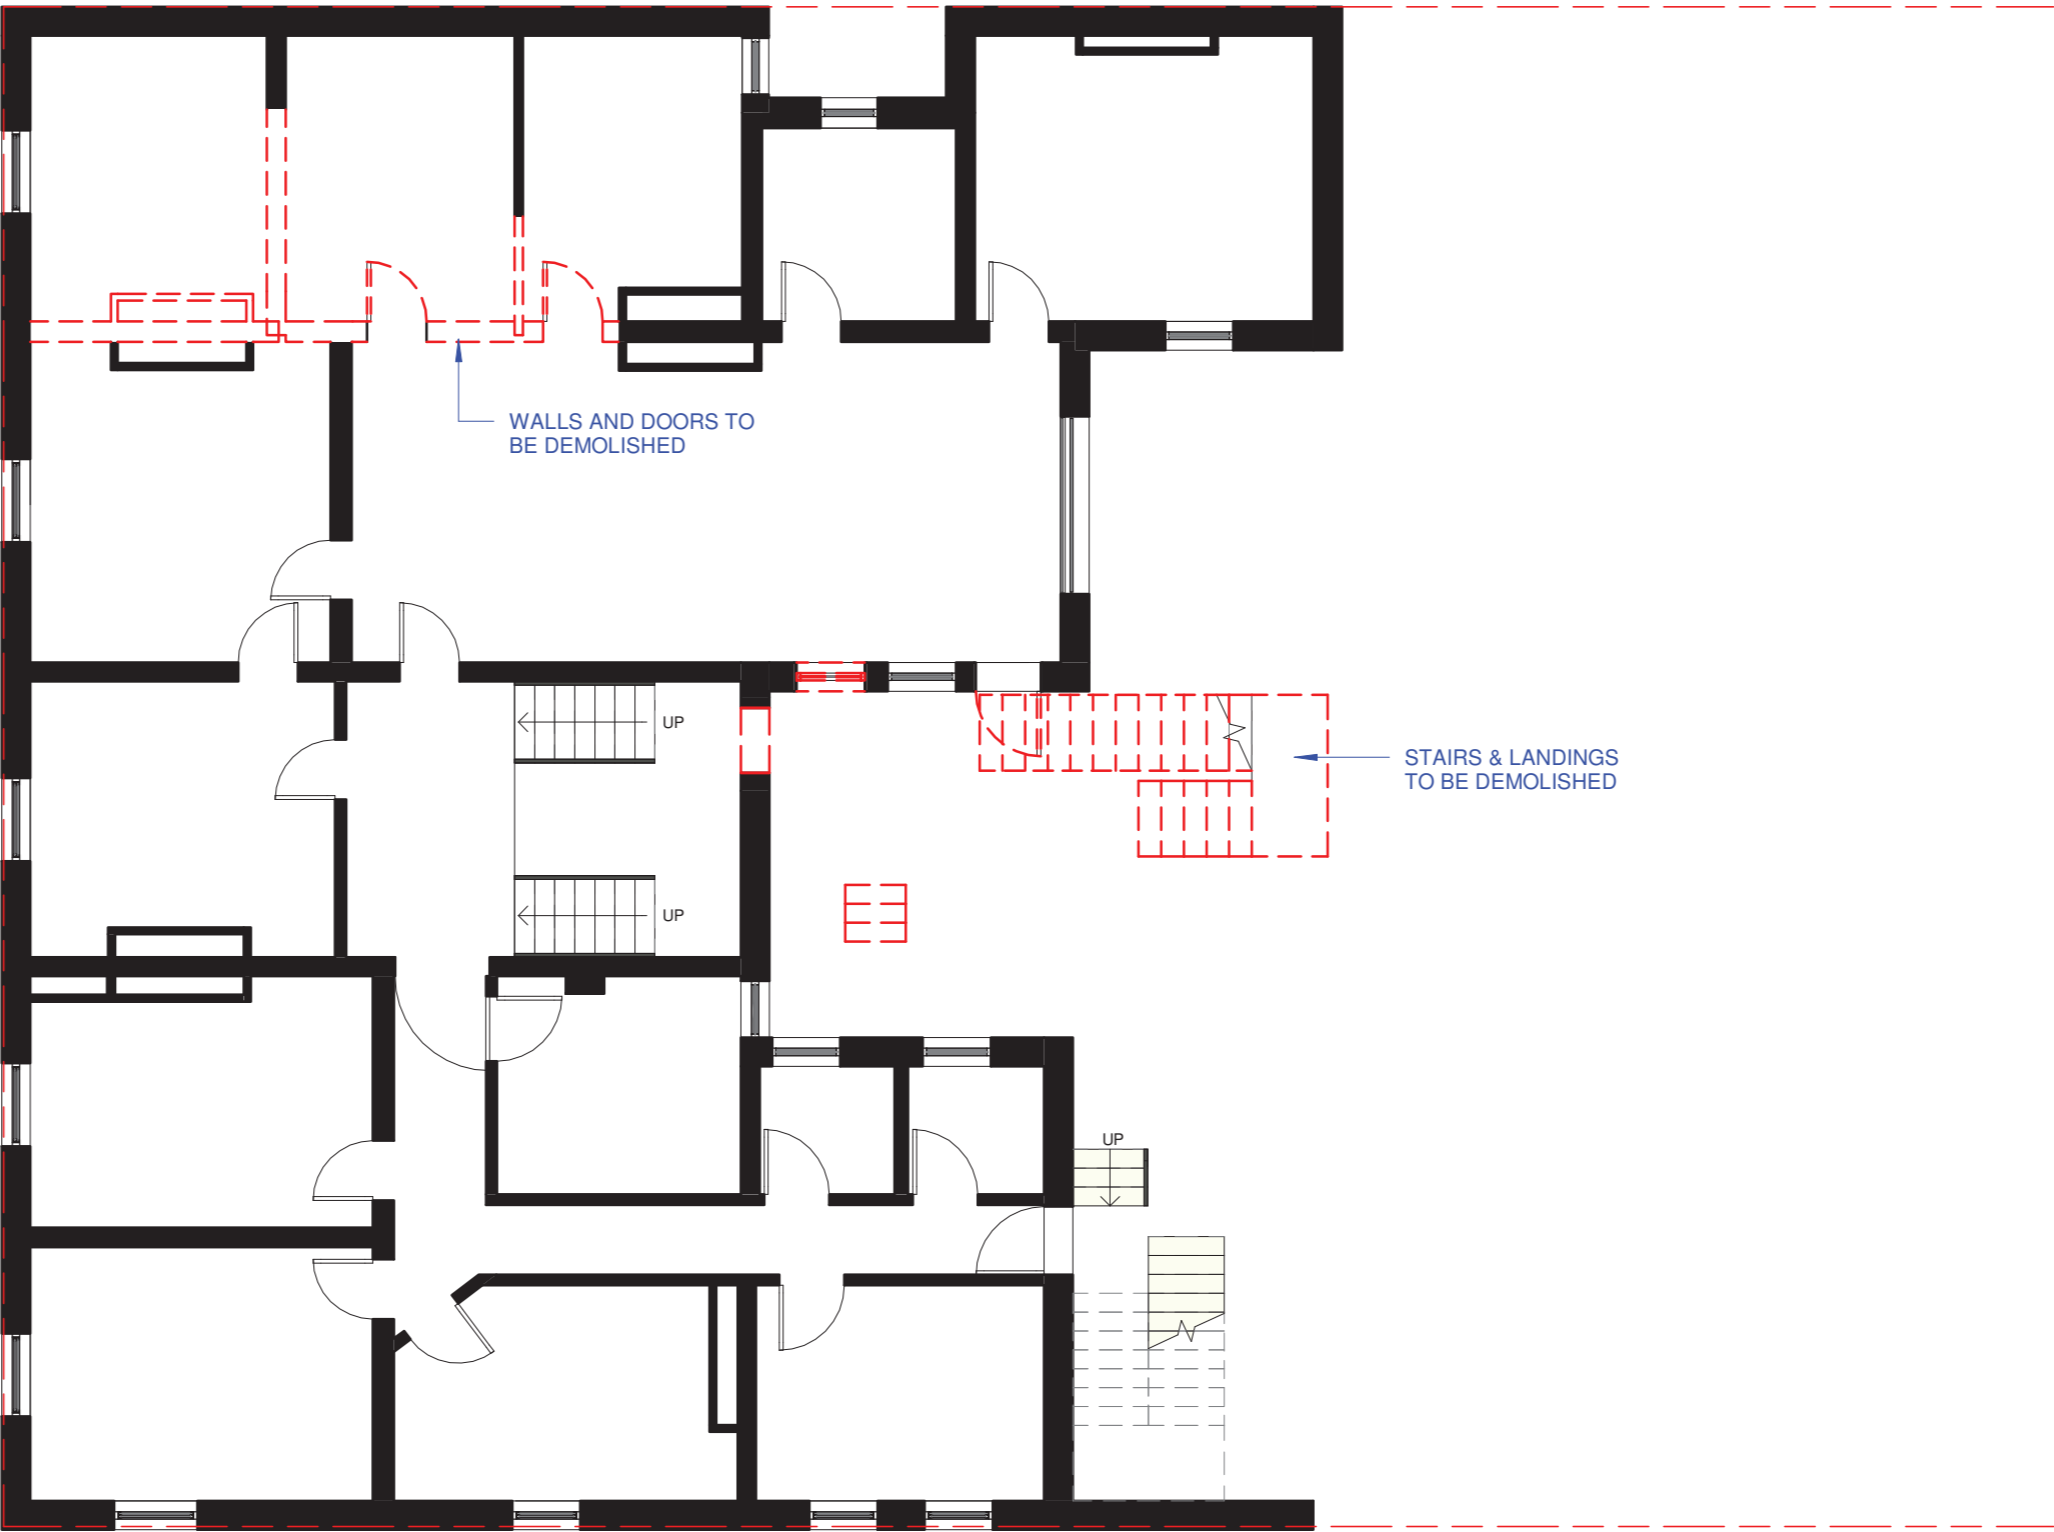 WALLS AND DOORS TO
BE DEMOLISHED
UP
STAIRS & LANDINGS
TO BE DEMOLISHED
UP
UP